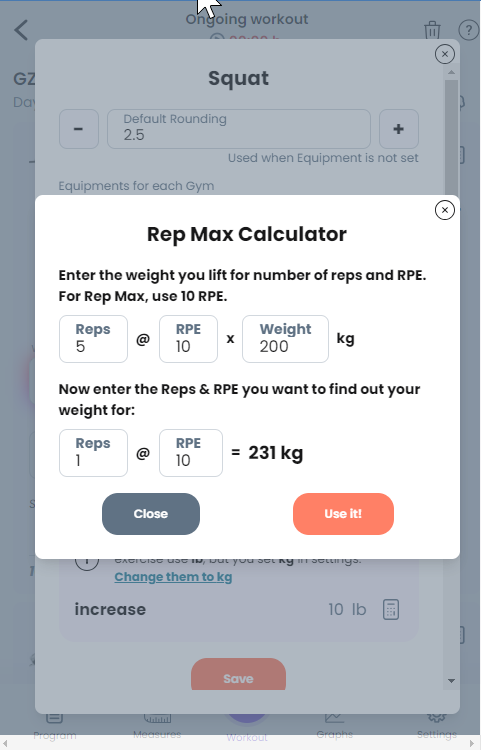 Ongoing workout
GZ
Day
Squat
-
Default Rounding
2.5
+
Used when Equipment is not set
Equipments for each Gym
Rep Max Calculator
Enter the weight you lift for number of reps and RPE.
For Rep Max, use 10 RPE.
Reps
5
@
RPE
10
x
Weight
200
kg
Now enter the Reps & RPE you want to find out your
weight for:
Reps
1
@
RPE
10
= 231 kg
Close
Use it!
exercise use lb, but you set kg in settings.
Change them to kg
increase
10 lb
Save
Program
Measures
Workout
Graphs
Settings